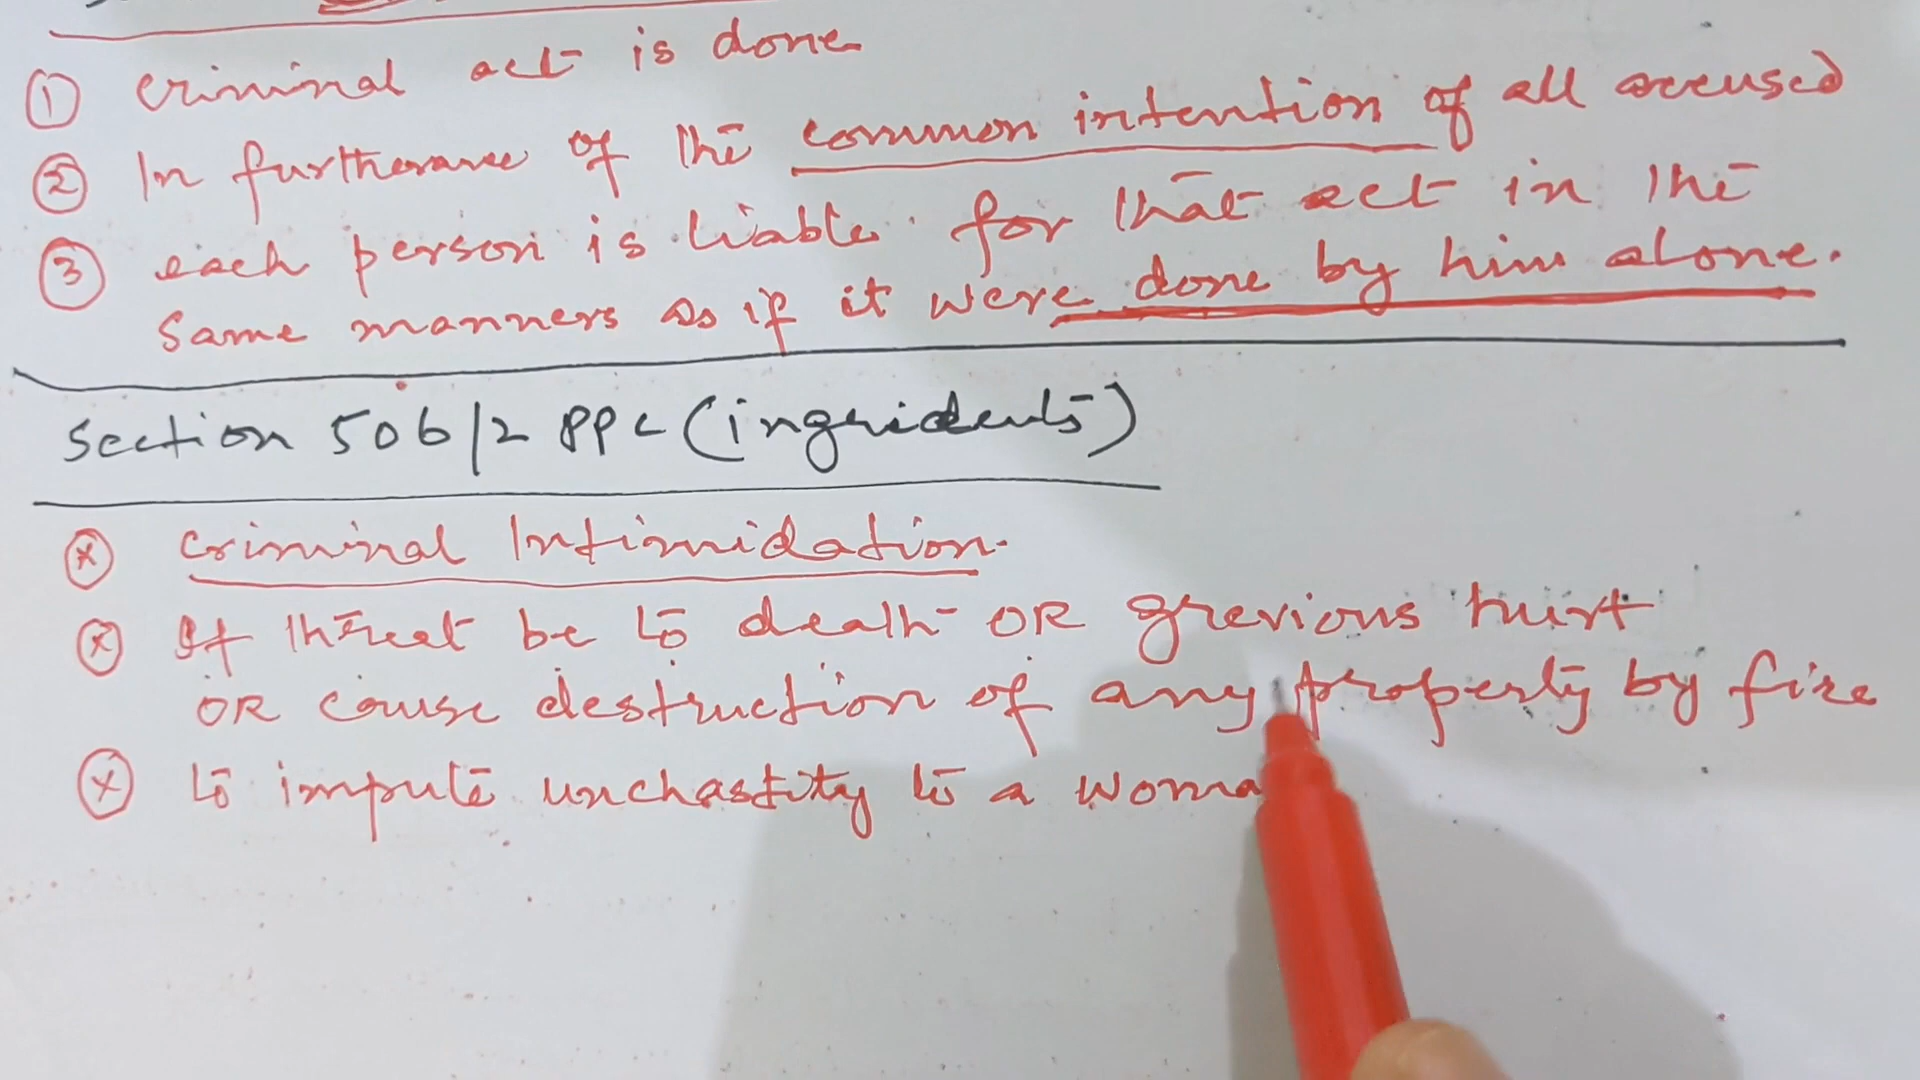 ① criminal act is done
② In furtherance of the common intention of all accused
③ each person is liable for that act in the
same manners as if it were done by him alone.
Section 506/2 PPC (ingridents)
criminal Intimidation.
If threat be to death OR grevious hurt
OR cause destruction of any property by fire
to impute unchastity to a woma